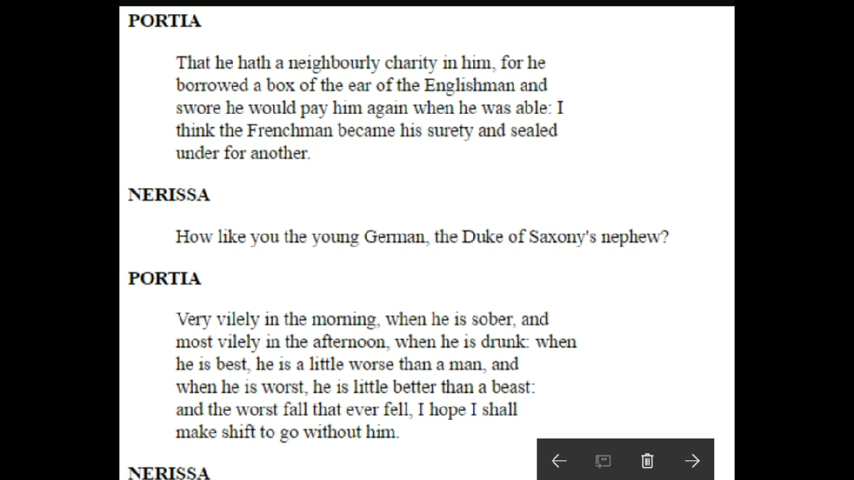 PORTIA
That he hath a neighbourly charity in him, for he
borrowed a box of the ear of the Englishman and
swore he would pay him again when he was able: I
think the Frenchman became his surety and sealed
under for another.
NERISSA
How like you the young German, the Duke of Saxony's nephew?
PORTIA
Very vilely in the morning, when he is sober, and
most vilely in the afternoon, when he is drunk: when
he is best, he is a little worse than a man, and
when he is worst, he is little better than a beast:
and the worst fall that ever fell, I hope I shall
make shift to go without him.
NERISSA